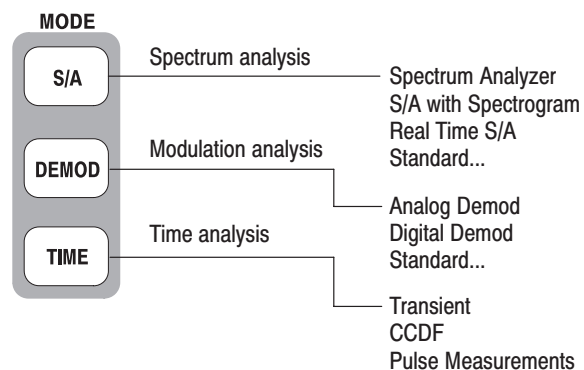 MODE
S/A
Spectrum analysis
Spectrum Analyzer
S/A with Spectrogram
Real Time S/A
Standard...
DEMOD
Modulation analysis
Analog Demod
Digital Demod
Standard...
TIME
Time analysis
Transient
CCDF
Pulse Measurements